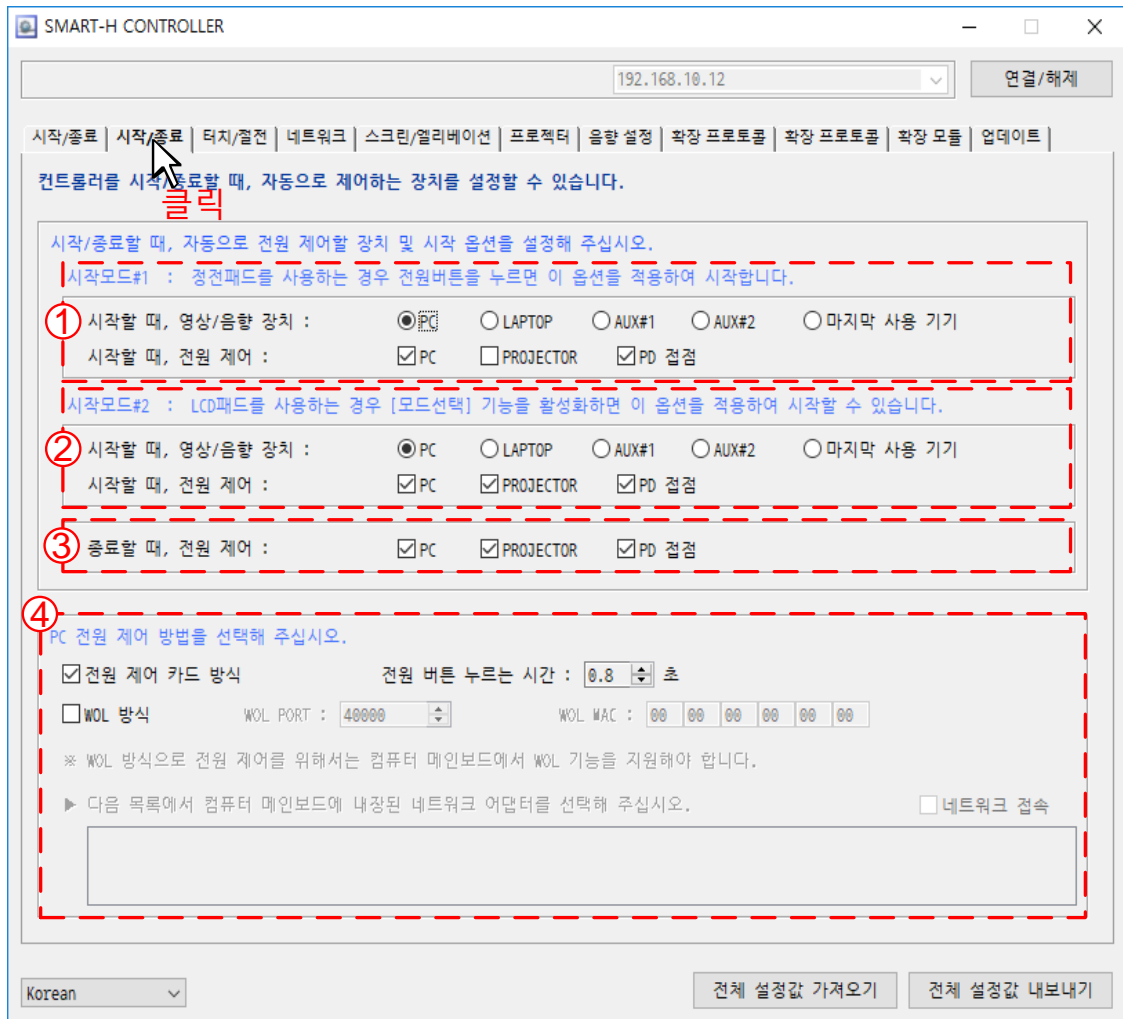 SMART-H CONTROLLER
192.168.10.12
연결/해제
시작/종료 시작/종료 터치/절전 네트워크 스크린/엘리베이션 프로젝터 음향 설정 확장 프로토콜 확장 프로토콜 확장 모듈 업데이트
컨트롤러를 시작/종료할 때, 자동으로 제어하는 장치를 설정할 수 있습니다.
클릭
시작/종료할 때, 자동으로 전원 제어할 장치 및 시작 옵션을 설정해 주십시오.
시작모드#1 : 정전패드를 사용하는 경우 전원버튼을 누르면 이 옵션을 적용하여 시작합니다.
① 시작할 때, 영상/음향 장치 : PC LAPTOP AUX#1 AUX#2 마지막 사용 기기
시작할 때, 전원 제어 : PC PROJECTOR PD 접점
시작모드#2 : LCD패드를 사용하는 경우 [모드선택] 기능을 활성화하면 이 옵션을 적용하여 시작할 수 있습니다.
② 시작할 때, 영상/음향 장치 : PC LAPTOP AUX#1 AUX#2 마지막 사용 기기
시작할 때, 전원 제어 : PC PROJECTOR PD 접점
③ 종료할 때, 전원 제어 : PC PROJECTOR PD 접점
④
PC 전원 제어 방법을 선택해 주십시오.
전원 제어 카드 방식 전원 버튼 누르는 시간 : 0.8 초
WOL 방식 WOL PORT : 40000 WOL MAC : 00 00 00 00 00 00
※ WOL 방식으로 전원 제어를 위해서는 컴퓨터 메인보드에서 WOL 기능을 지원해야 합니다.
▶ 다음 목록에서 컴퓨터 메인보드에 내장된 네트워크 어댑터를 선택해 주십시오. 네트워크 접속
Korean
전체 설정값 가져오기
전체 설정값 내보내기